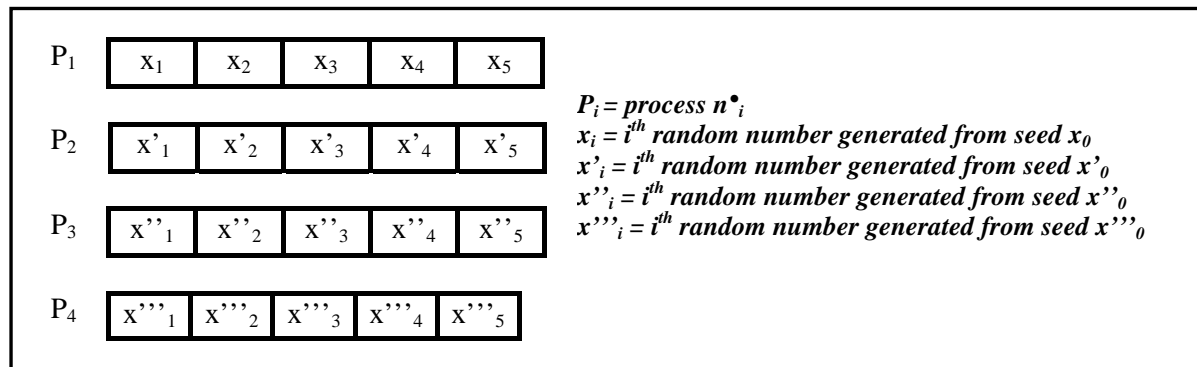 P₁ x₁ x₂ x₃ x₄ x₅
P₂ x'₁ x'₂ x'₃ x'₄ x'₅
P₃ x''₁ x''₂ x''₃ x''₄ x''₅
P₄ x'''₁ x'''₂ x'''₃ x'''₄ x'''₅
Pᵢ = process n•ᵢ
xᵢ = iᵗʰ random number generated from seed x₀
x'ᵢ = iᵗʰ random number generated from seed x'₀
x''ᵢ = iᵗʰ random number generated from seed x''₀
x'''ᵢ = iᵗʰ random number generated from seed x'''₀